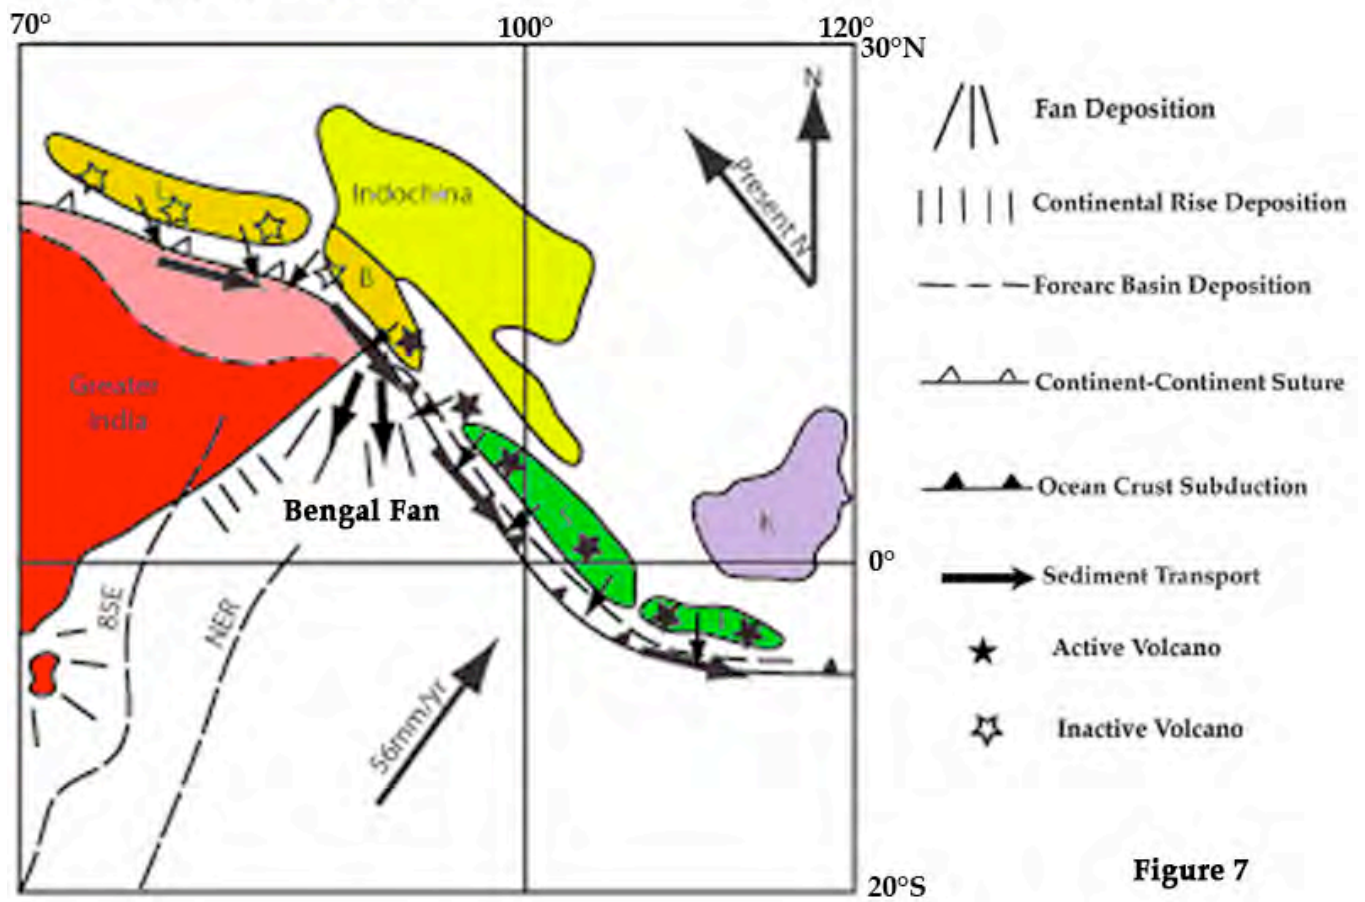 70°
100°
120°
30°N
N
Present N
Fan Deposition
Continental Rise Deposition
Forearc Basin Deposition
Continent-Continent Suture
Ocean Crust Subduction
Sediment Transport
Active Volcano
Inactive Volcano
L
Indochina
B
Greater
India
Bengal Fan
K
0°
BSE
NER
56mm/yr
20°S
Figure 7